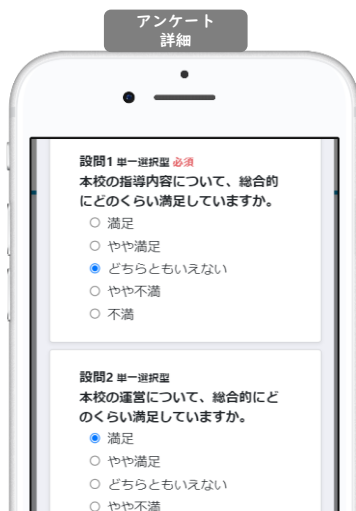 アンケート
詳細
設問1 単一選択型 必須
本校の指導内容について、総合的
にどのくらい満足していますか。
満足
やや満足
どちらともいえない
やや不満
不満
設問2 単一選択型
本校の運営について、総合的にど
のくらい満足していますか。
満足
やや満足
どちらともいえない
やや不満